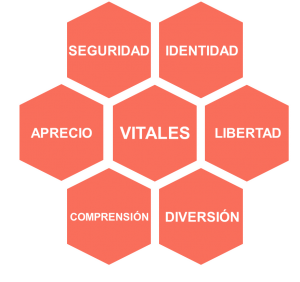 SEGURIDAD
IDENTIDAD
APRECIO
VITALES
LIBERTAD
COMPRENSIÓN
DIVERSIÓN